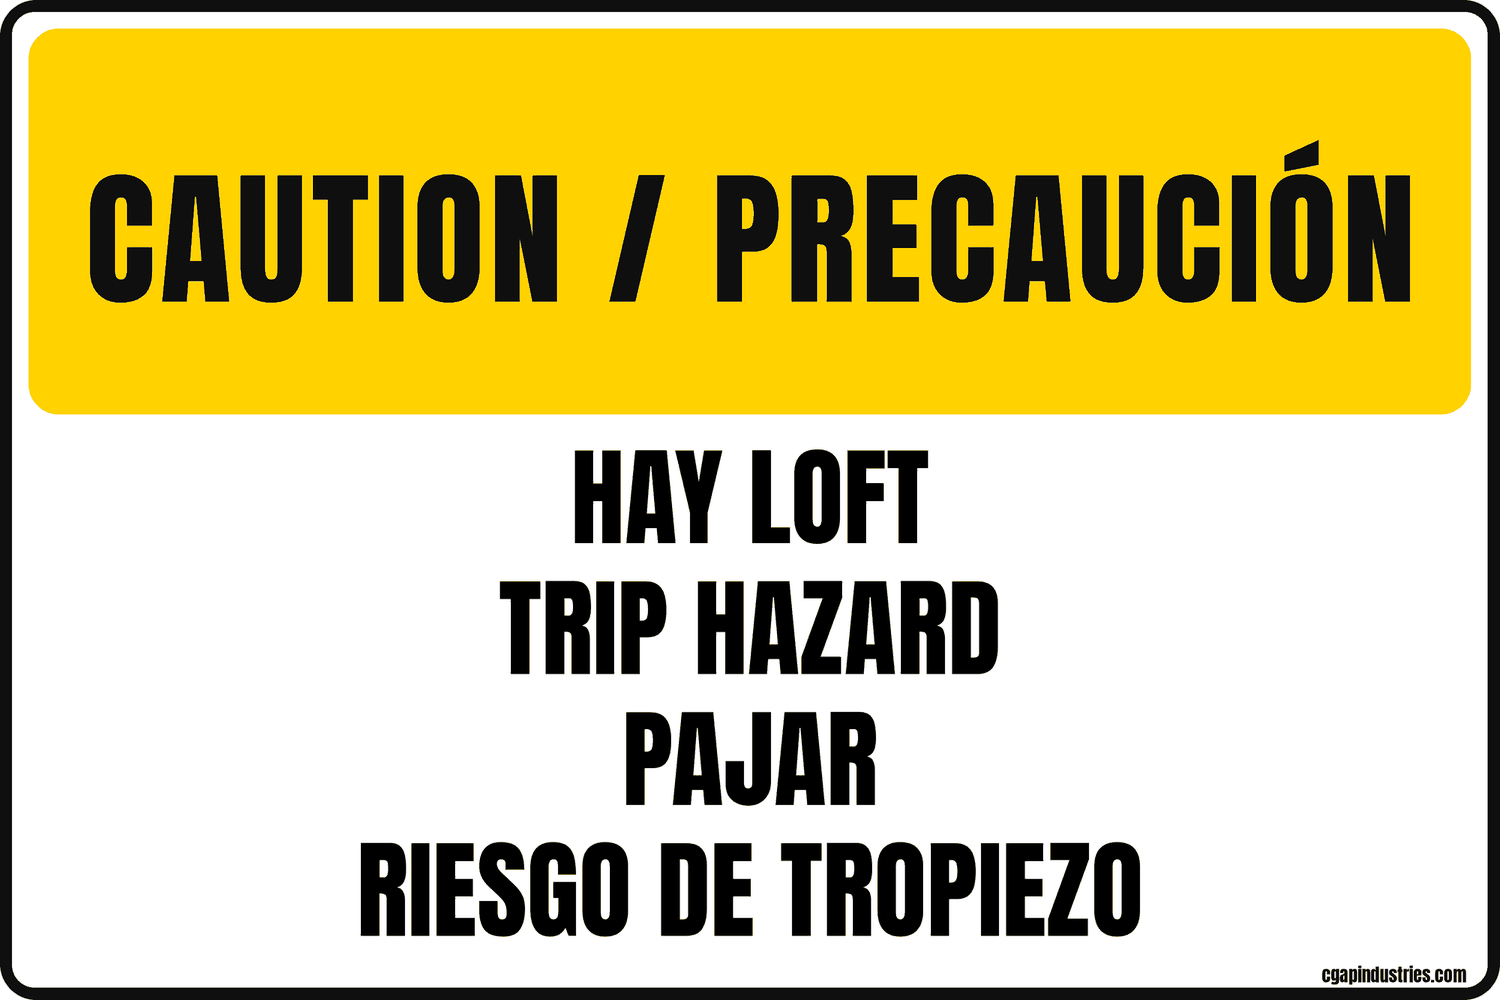 CAUTION / PRECAUCIÓN
HAY LOFT
TRIP HAZARD
PAJAR
RIESGO DE TROPIEZO
cgapindustries.com